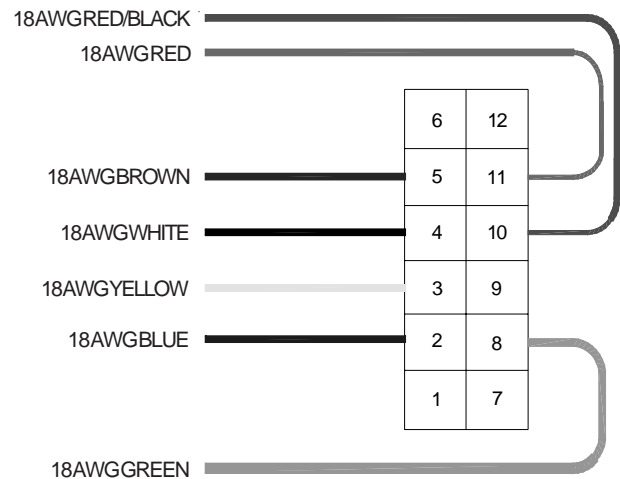 18AWGRED/BLACK
18AWGRED
6 12
18AWGBROWN 5 11
18AWGWHITE 4 10
18AWGYELLOW 3 9
18AWGBLUE 2 8
1 7
18AWGGREEN